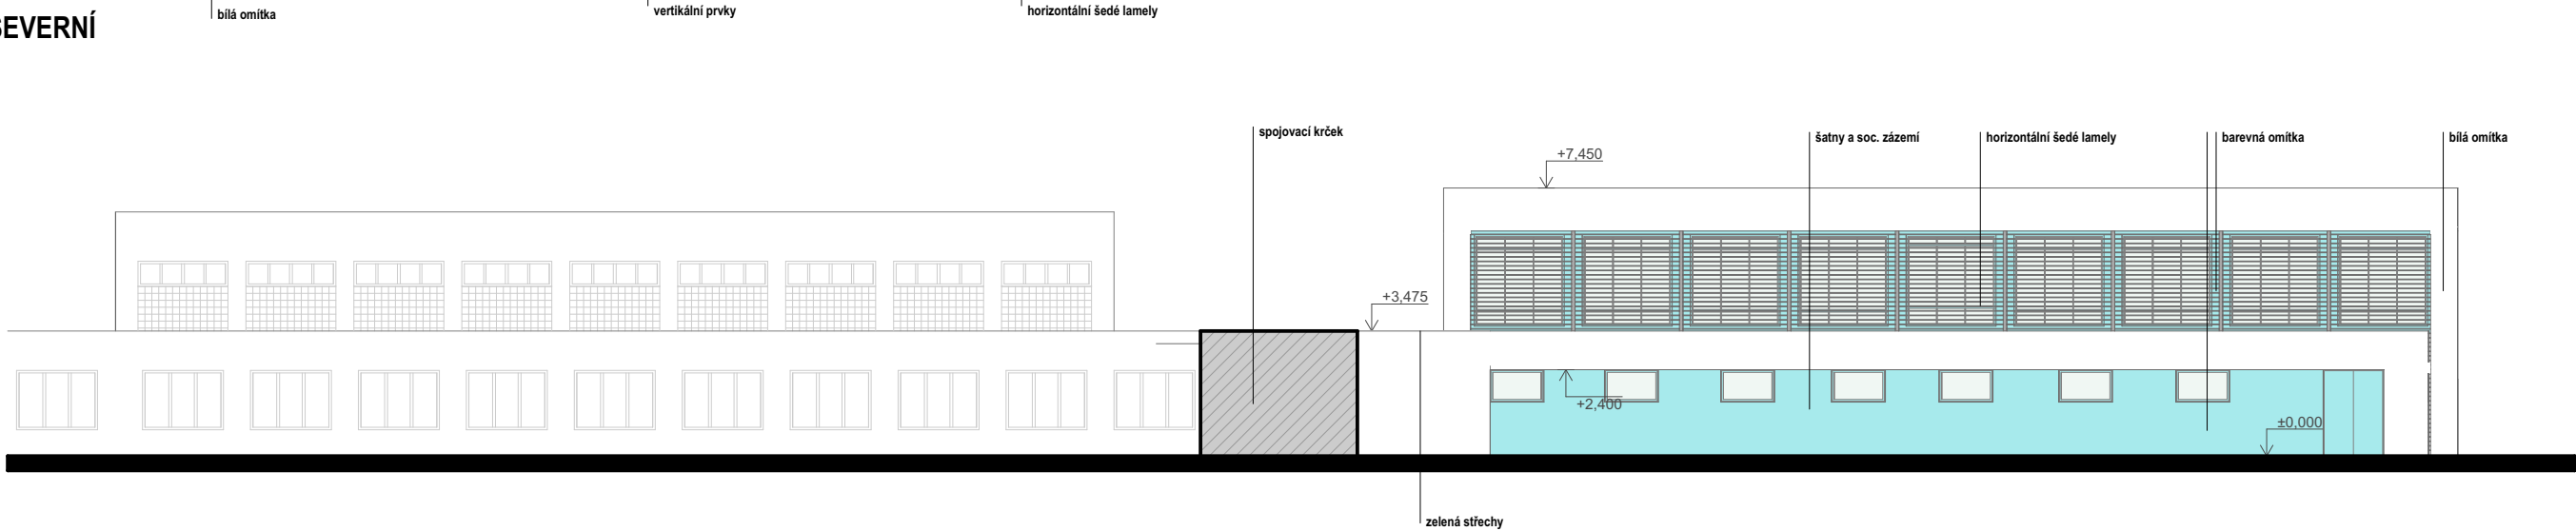 bílá omítka
vertikální prvky
horizontální šedé lamely
SEVERNÍ
spojovací krček
šatny a soc. zázemí
horizontální šedé lamely
barevná omítka
bílá omítka
+7,450
+3,475
+2,400
±0,000
zelená střechy